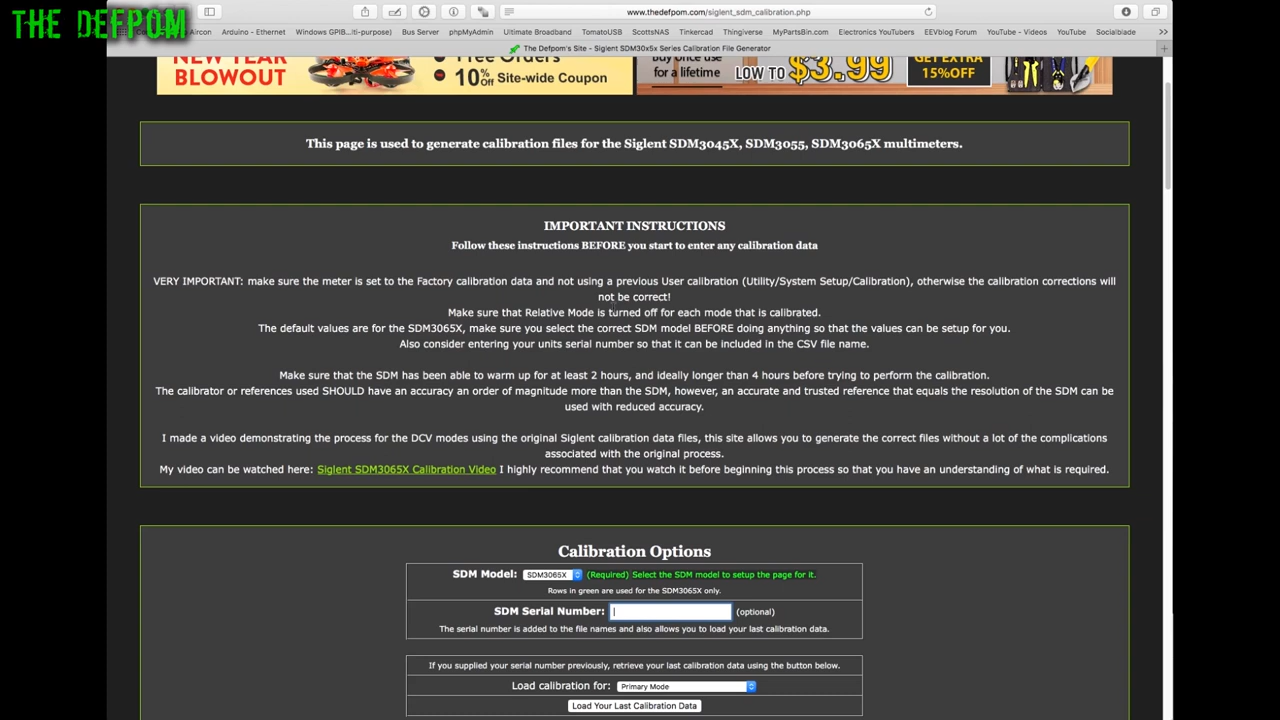 THE DEFPOM
www.thedefpom.com/siglent_sdm_calibration.php
Aircon Arduino - Ethernet Windows GPIB...ti-purpose) Bus Server phpMyAdmin Ultimate Broadband TomatoUSB ScottsNAS Tinkercad Thingiverse MyPartsBin.com Electronics YouTubers EEVblog Forum YouTube - Videos YouTube Socialblade
The Defpom's Site - Siglent SDM30x5x Series Calibration File Generator
NEW YEAR
BLOWOUT
Free Orders
10% Off Site-wide Coupon
Buy once use
for a lifetime
LOW TO $3.99
GET EXTRA
15%OFF
This page is used to generate calibration files for the Siglent SDM3045X, SDM3055, SDM3065X multimeters.
IMPORTANT INSTRUCTIONS
Follow these instructions BEFORE you start to enter any calibration data
VERY IMPORTANT: make sure the meter is set to the Factory calibration data and not using a previous User calibration (Utility/System Setup/Calibration), otherwise the calibration corrections will
not be correct!
Make sure that Relative Mode is turned off for each mode that is calibrated.
The default values are for the SDM3065X, make sure you select the correct SDM model BEFORE doing anything so that the values can be setup for you.
Also consider entering your units serial number so that it can be included in the CSV file name.
Make sure that the SDM has been able to warm up for at least 2 hours, and ideally longer than 4 hours before trying to perform the calibration.
The calibrator or references used SHOULD have an accuracy an order of magnitude more than the SDM, however, an accurate and trusted reference that equals the resolution of the SDM can be
used with reduced accuracy.
I made a video demonstrating the process for the DCV modes using the original Siglent calibration data files, this site allows you to generate the correct files without a lot of the complications
associated with the original process.
My video can be watched here: Siglent SDM3065X Calibration Video I highly recommend that you watch it before beginning this process so that you have an understanding of what is required.
Calibration Options
SDM Model: SDM3065X (Required) Select the SDM model to setup the page for it.
Rows in green are used for the SDM3065X only.
SDM Serial Number: (optional)
The serial number is added to the file names and also allows you to load your last calibration data.
If you supplied your serial number previously, retrieve your last calibration data using the button below.
Load calibration for: Primary Mode
Load Your Last Calibration Data